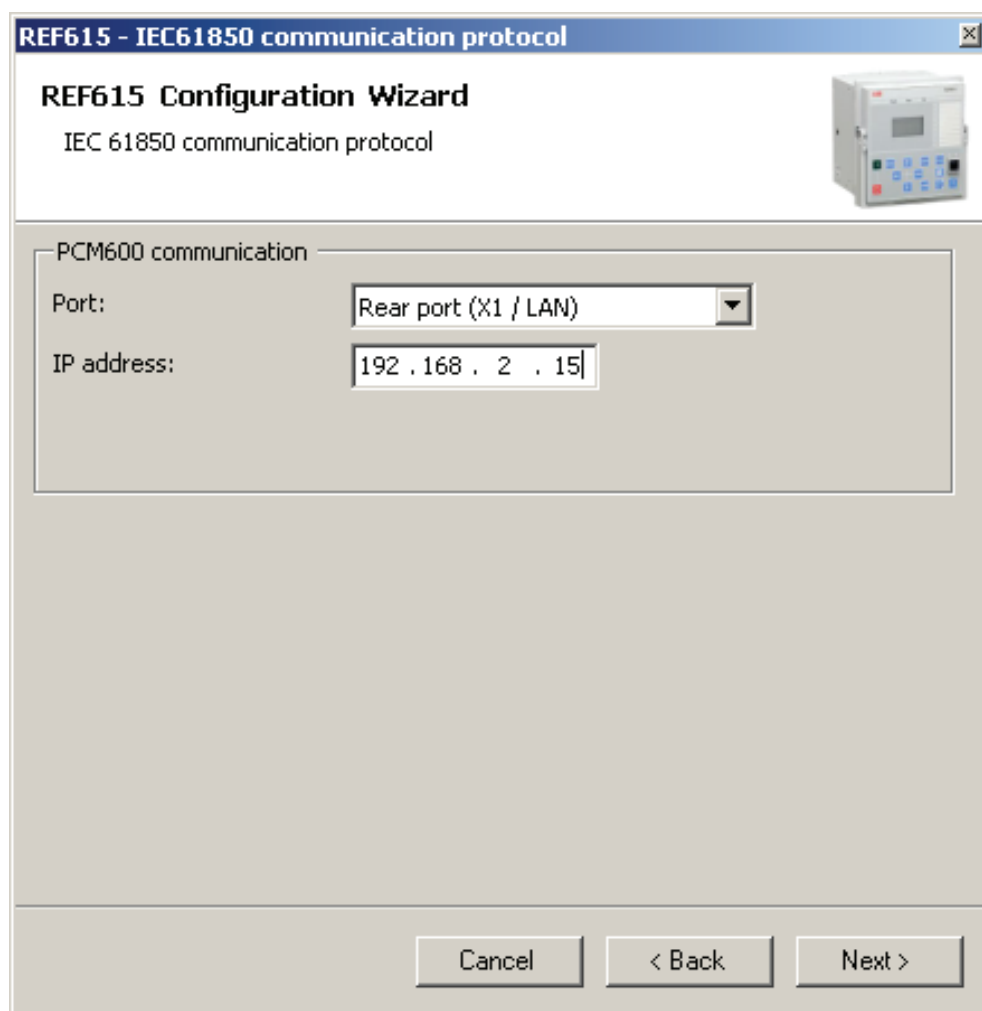 REF615 - IEC61850 communication protocol
REF615 Configuration Wizard
IEC 61850 communication protocol
PCM600 communication
Port:
Rear port (X1 / LAN)
IP address:
192 . 168 . 2 . 15
Cancel
< Back
Next >